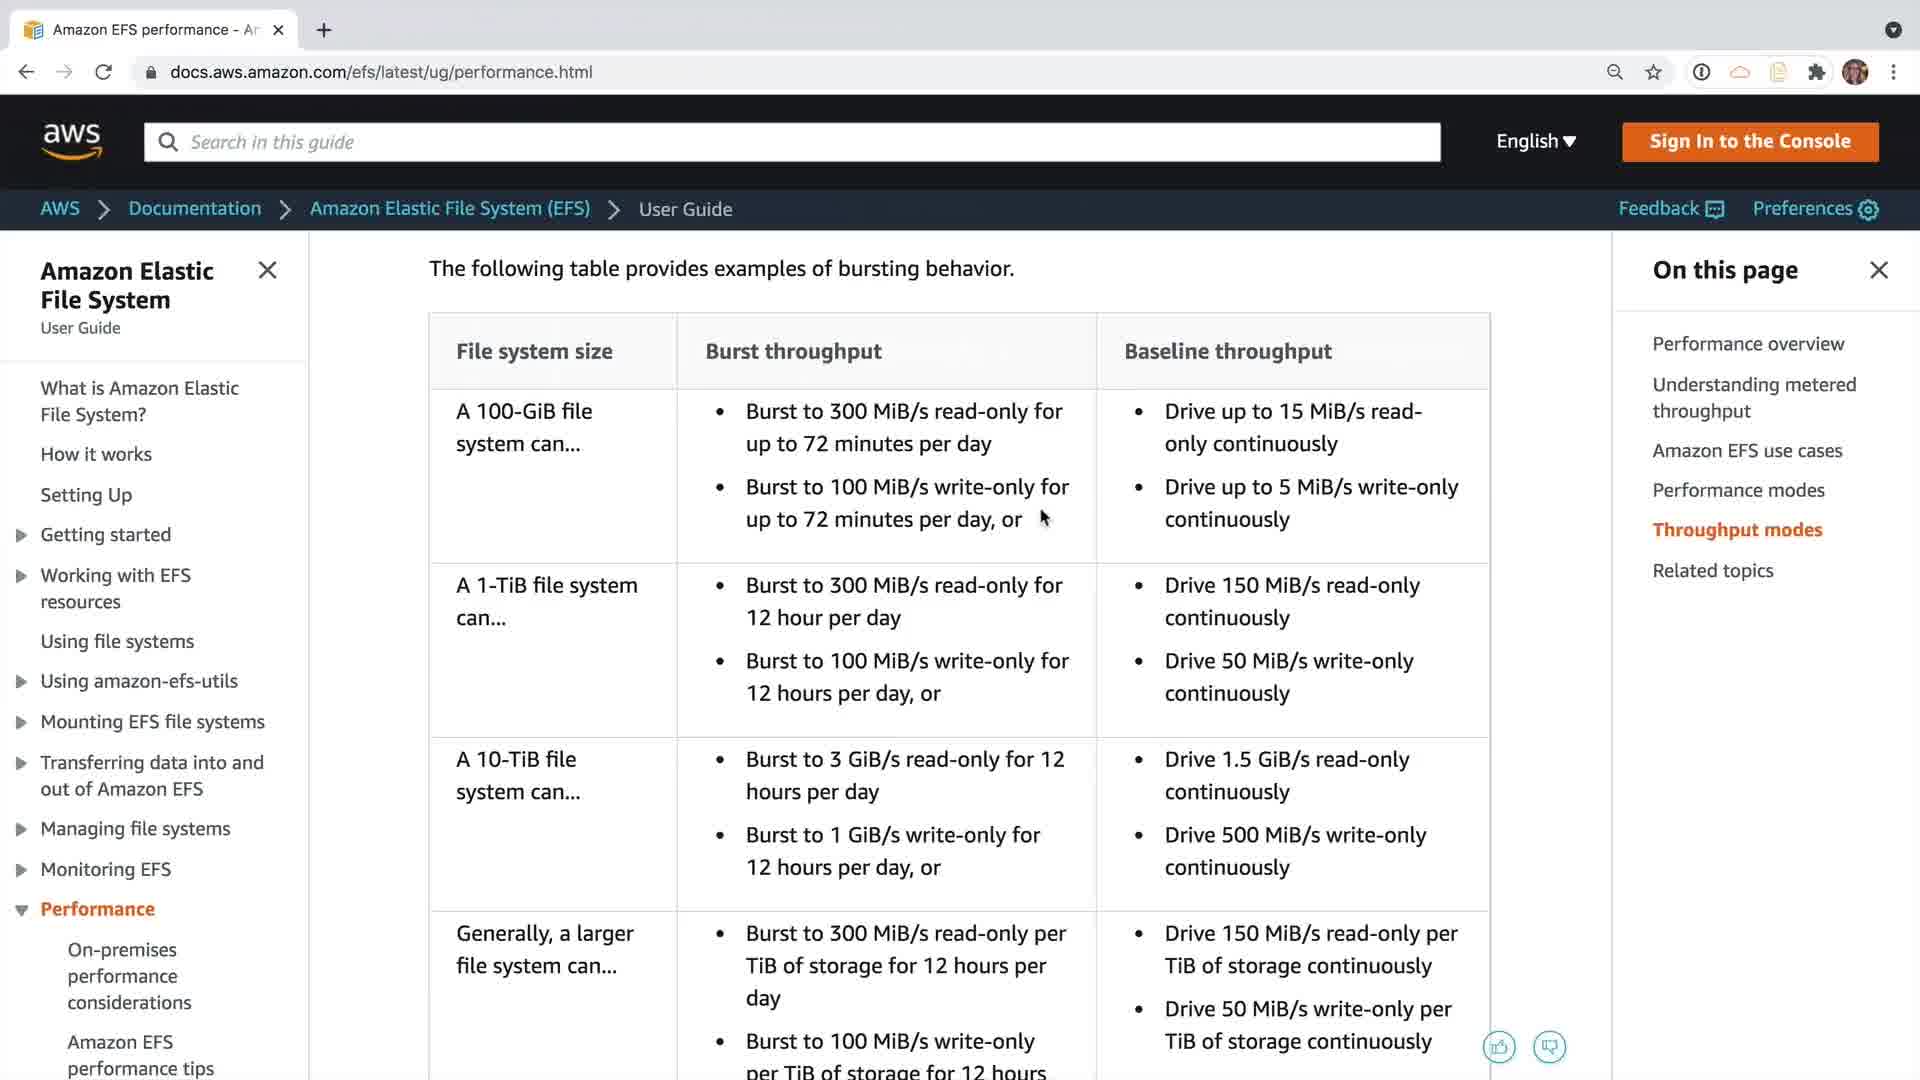 Amazon EFS performance - Am
docs.aws.amazon.com/efs/latest/ug/performance.html
aws
Search in this guide
English
Sign In to the Console
AWS
Documentation
Amazon Elastic File System (EFS)
User Guide
Feedback
Preferences
Amazon Elastic
File System
User Guide
What is Amazon Elastic
File System?
How it works
Setting Up
Getting started
Working with EFS
resources
Using file systems
Using amazon-efs-utils
Mounting EFS file systems
Transferring data into and
out of Amazon EFS
Managing file systems
Monitoring EFS
Performance
On-premises
performance
considerations
Amazon EFS
performance tips
The following table provides examples of bursting behavior.
File system size
Burst throughput
Baseline throughput
A 100-GiB file
system can...
• Burst to 300 MiB/s read-only for
up to 72 minutes per day
• Burst to 100 MiB/s write-only for
up to 72 minutes per day, or
• Drive up to 15 MiB/s read-
only continuously
• Drive up to 5 MiB/s write-only
continuously
A 1-TiB file system
can...
• Burst to 300 MiB/s read-only for
12 hour per day
• Burst to 100 MiB/s write-only for
12 hours per day, or
• Drive 150 MiB/s read-only
continuously
• Drive 50 MiB/s write-only
continuously
A 10-TiB file
system can...
• Burst to 3 GiB/s read-only for 12
hours per day
• Burst to 1 GiB/s write-only for
12 hours per day, or
• Drive 1.5 GiB/s read-only
continuously
• Drive 500 MiB/s write-only
continuously
Generally, a larger
file system can...
• Burst to 300 MiB/s read-only per
TiB of storage for 12 hours per
day
• Burst to 100 MiB/s write-only
per TiB of storage for 12 hours
• Drive 150 MiB/s read-only per
TiB of storage continuously
• Drive 50 MiB/s write-only per
TiB of storage continuously
On this page
Performance overview
Understanding metered
throughput
Amazon EFS use cases
Performance modes
Throughput modes
Related topics